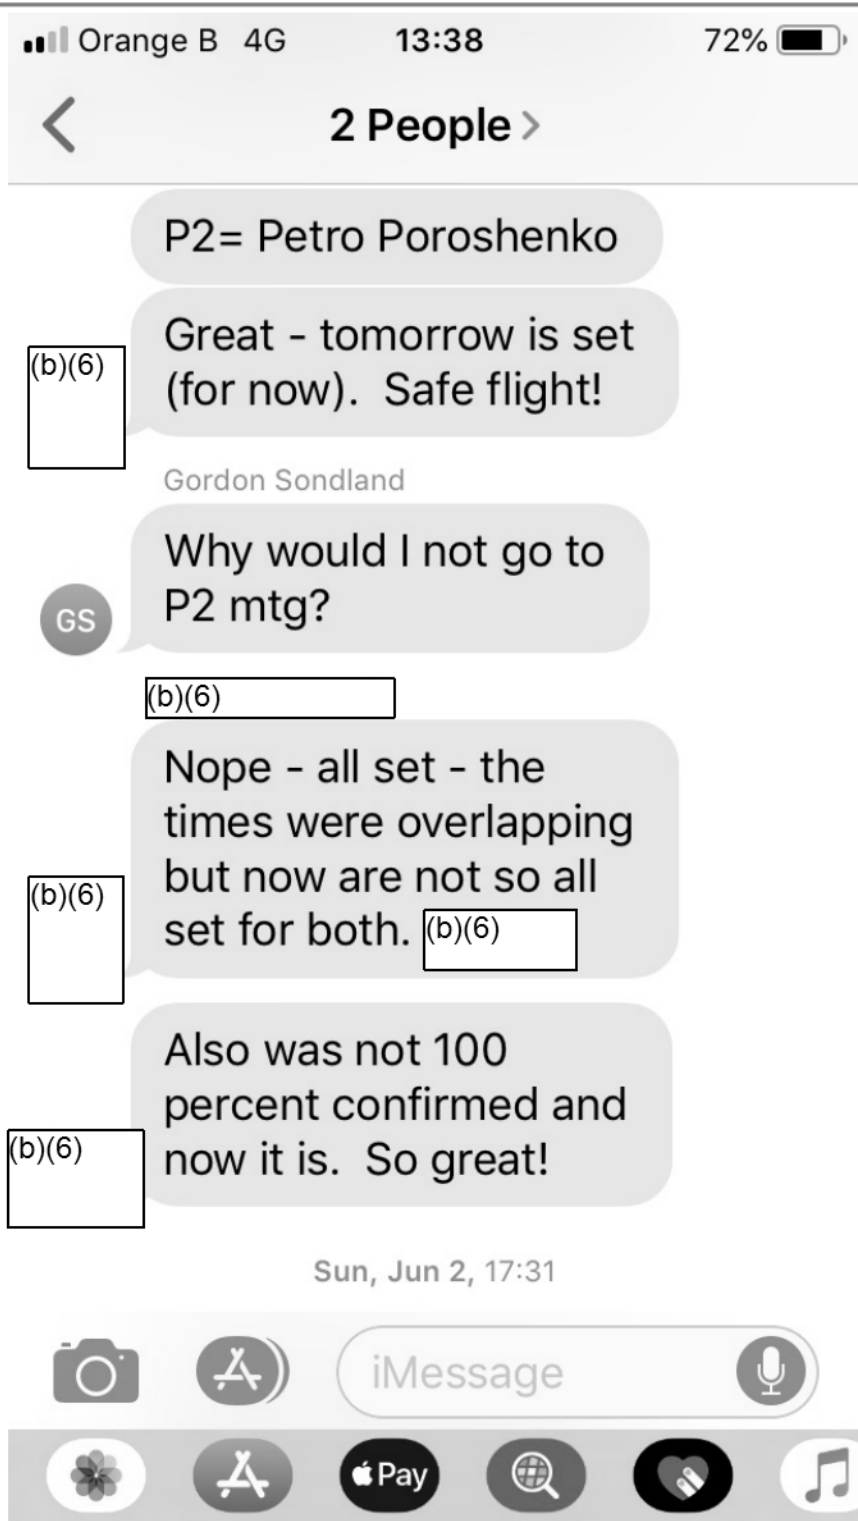 Orange B 4G 13:38 72%
2 People >
P2= Petro Poroshenko
Great - tomorrow is set
(for now). Safe flight!
(b)(6)
Gordon Sondland
Why would I not go to
P2 mtg?
GS
(b)(6)
Nope - all set - the
times were overlapping
but now are not so all
set for both. (b)(6)
(b)(6)
Also was not 100
percent confirmed and
now it is. So great!
(b)(6)
Sun, Jun 2, 17:31
iMessage
Pay